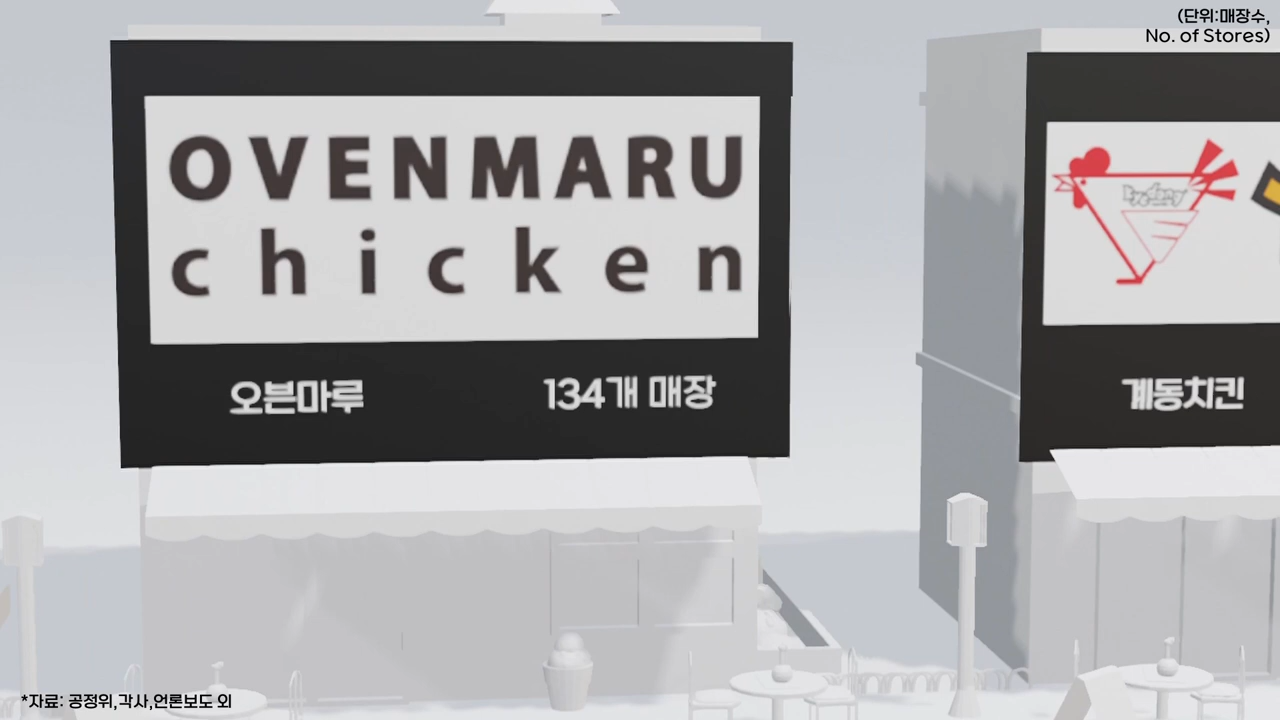 (단위:매장수,
No. of Stores)
OVENMARU
chicken
오븐마루
134개 매장
계동치킨
*자료: 공정위,각사,언론보도 외